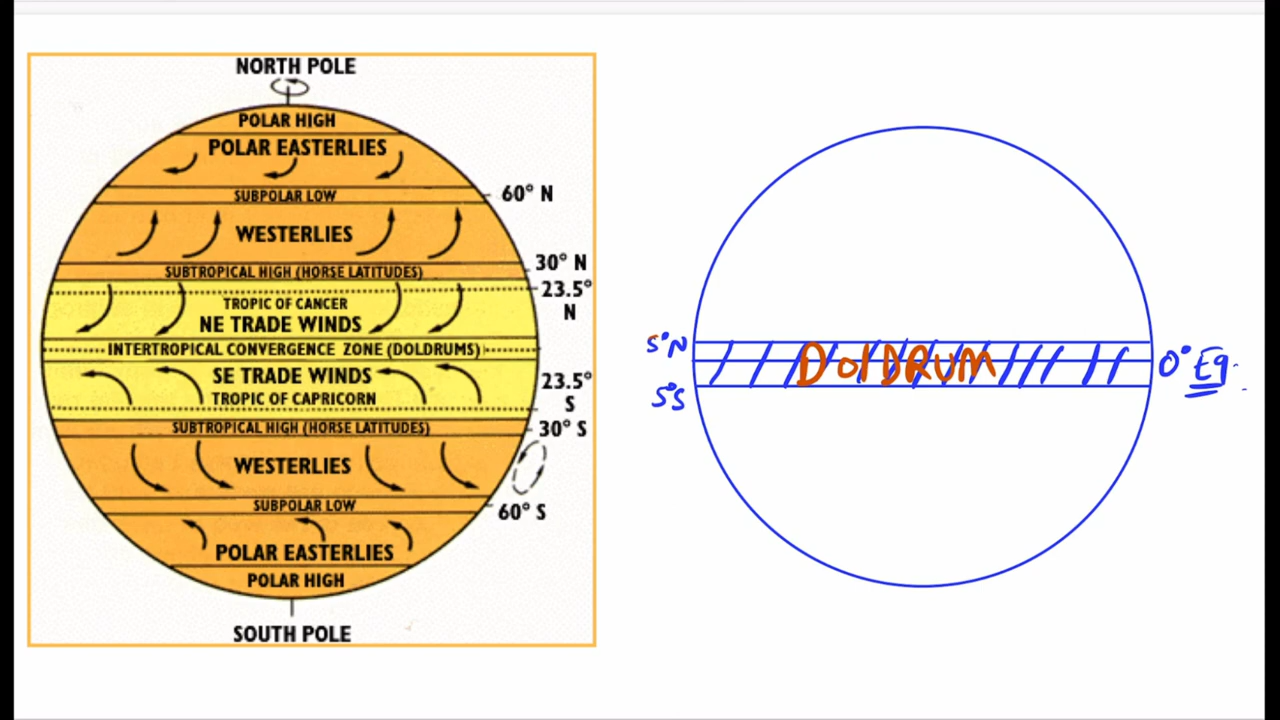 NORTH POLE
POLAR HIGH
POLAR EASTERLIES
SUBPOLAR LOW
60° N
WESTERLIES
30° N
SUBTROPICAL HIGH (HORSE LATITUDES)
23.5°
N
TROPIC OF CANCER
NE TRADE WINDS
INTERTROPICAL CONVERGENCE ZONE (DOLDRUMS)
SE TRADE WINDS
23.5°
S
TROPIC OF CAPRICORN
SUBTROPICAL HIGH (HORSE LATITUDES)
30° S
WESTERLIES
SUBPOLAR LOW
60° S
POLAR EASTERLIES
POLAR HIGH
SOUTH POLE
5°N
DolDRUM
0° Eq.
5°S